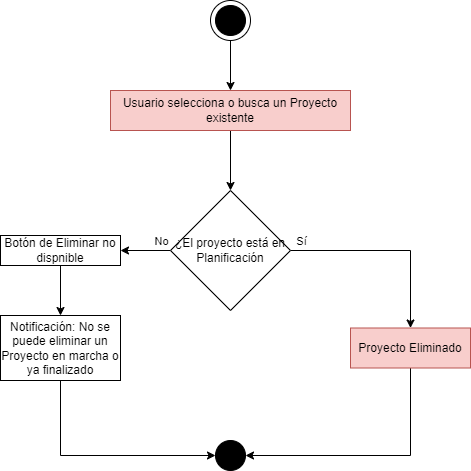 Usuario selecciona o busca un Proyecto
existente
No
¿El proyecto está en
Planificación
Sí
Botón de Eliminar no
dispnible
Notificación: No se
puede eliminar un
Proyecto en marcha o
ya finalizado
Proyecto Eliminado